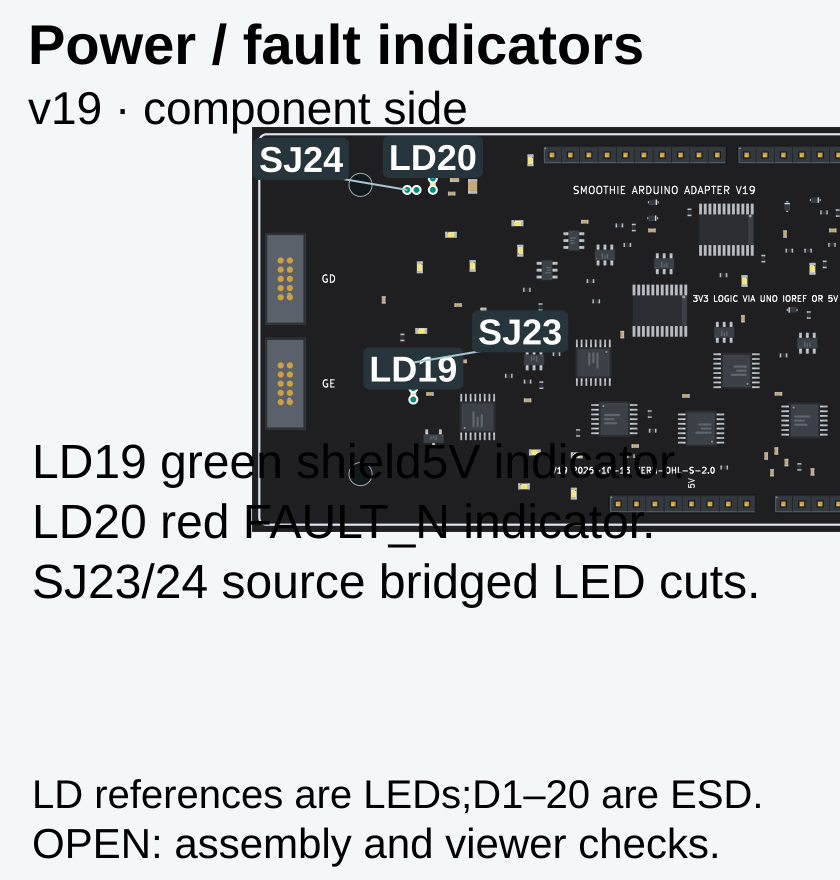 Power / fault indicators
v19 · component side
SJ24
LD20
SMOOTHIE ARDUINO ADAPTER V19
GD
3V3 LOGIC VIA UNO IOREF OR 5V
SJ23
LD19
GE
LD19 green shield5V indicator.
5V
LD20 red FAULT_N indicator.
SJ23/24 source bridged LED cuts.
LD references are LEDs;D1–20 are ESD.
OPEN: assembly and viewer checks.